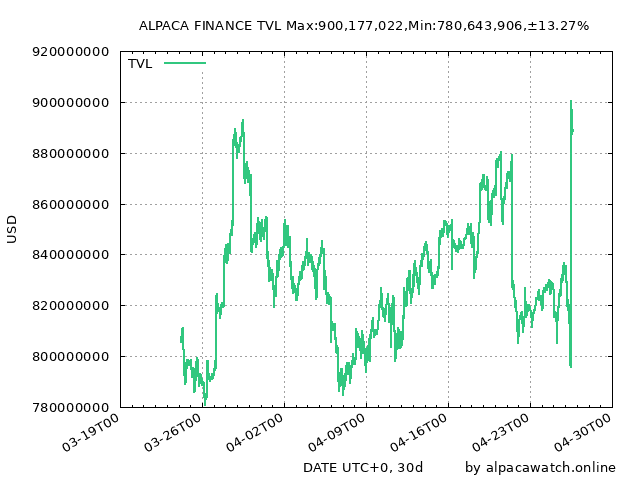 ALPACA FINANCE TVL Max:900,177,022,Min:780,643,906,±13.27%
TVL
920000000
900000000
880000000
860000000
840000000
820000000
800000000
780000000
USD
03-19T00
03-26T00
04-02T00
04-09T00
04-16T00
04-23T00
04-30T00
DATE UTC+0, 30d
by alpacawatch.online